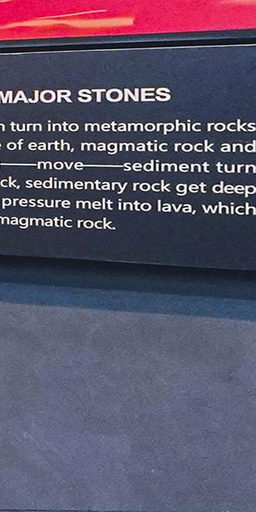 MAJOR STONES
turn into metamorphic rocks
of earth, magmatic rock and
——move——sediment turn
ck, sedimentary rock get deep
pressure melt into lava, which
magmatic rock.